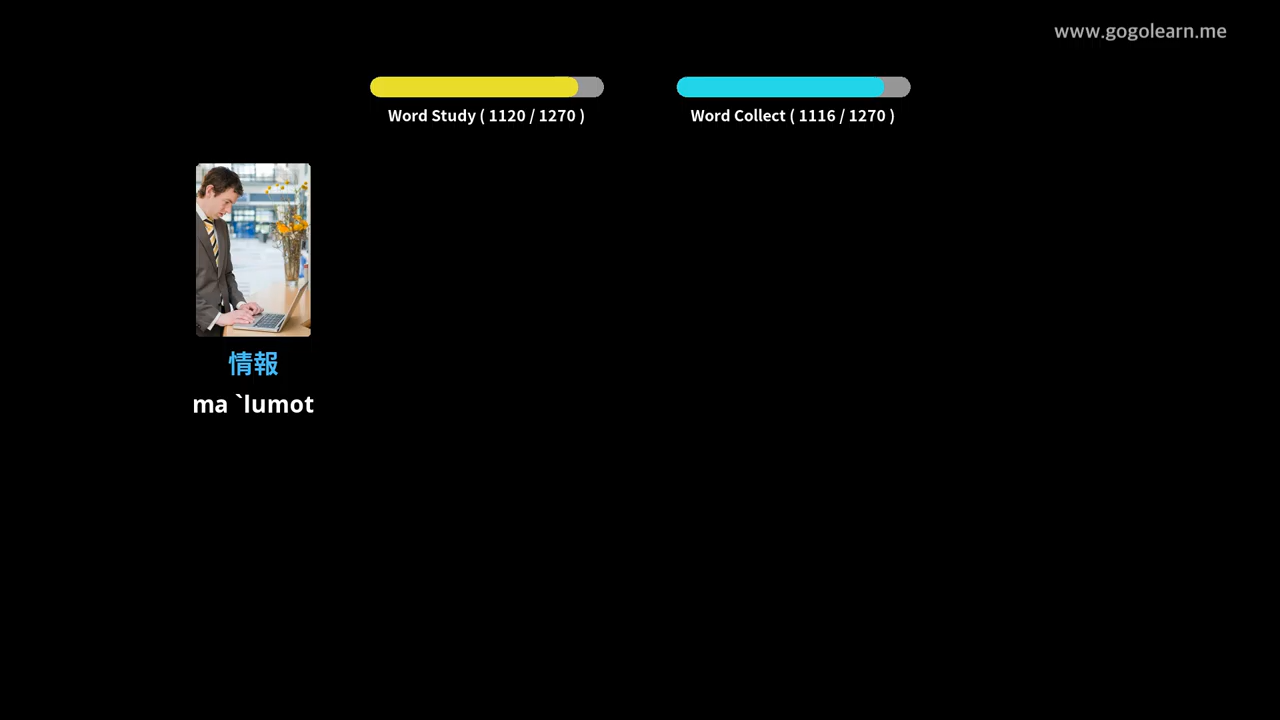 www.gogolearn.me
Word Study ( 1120 / 1270 )
Word Collect ( 1116 / 1270 )
情報
ma `lumot